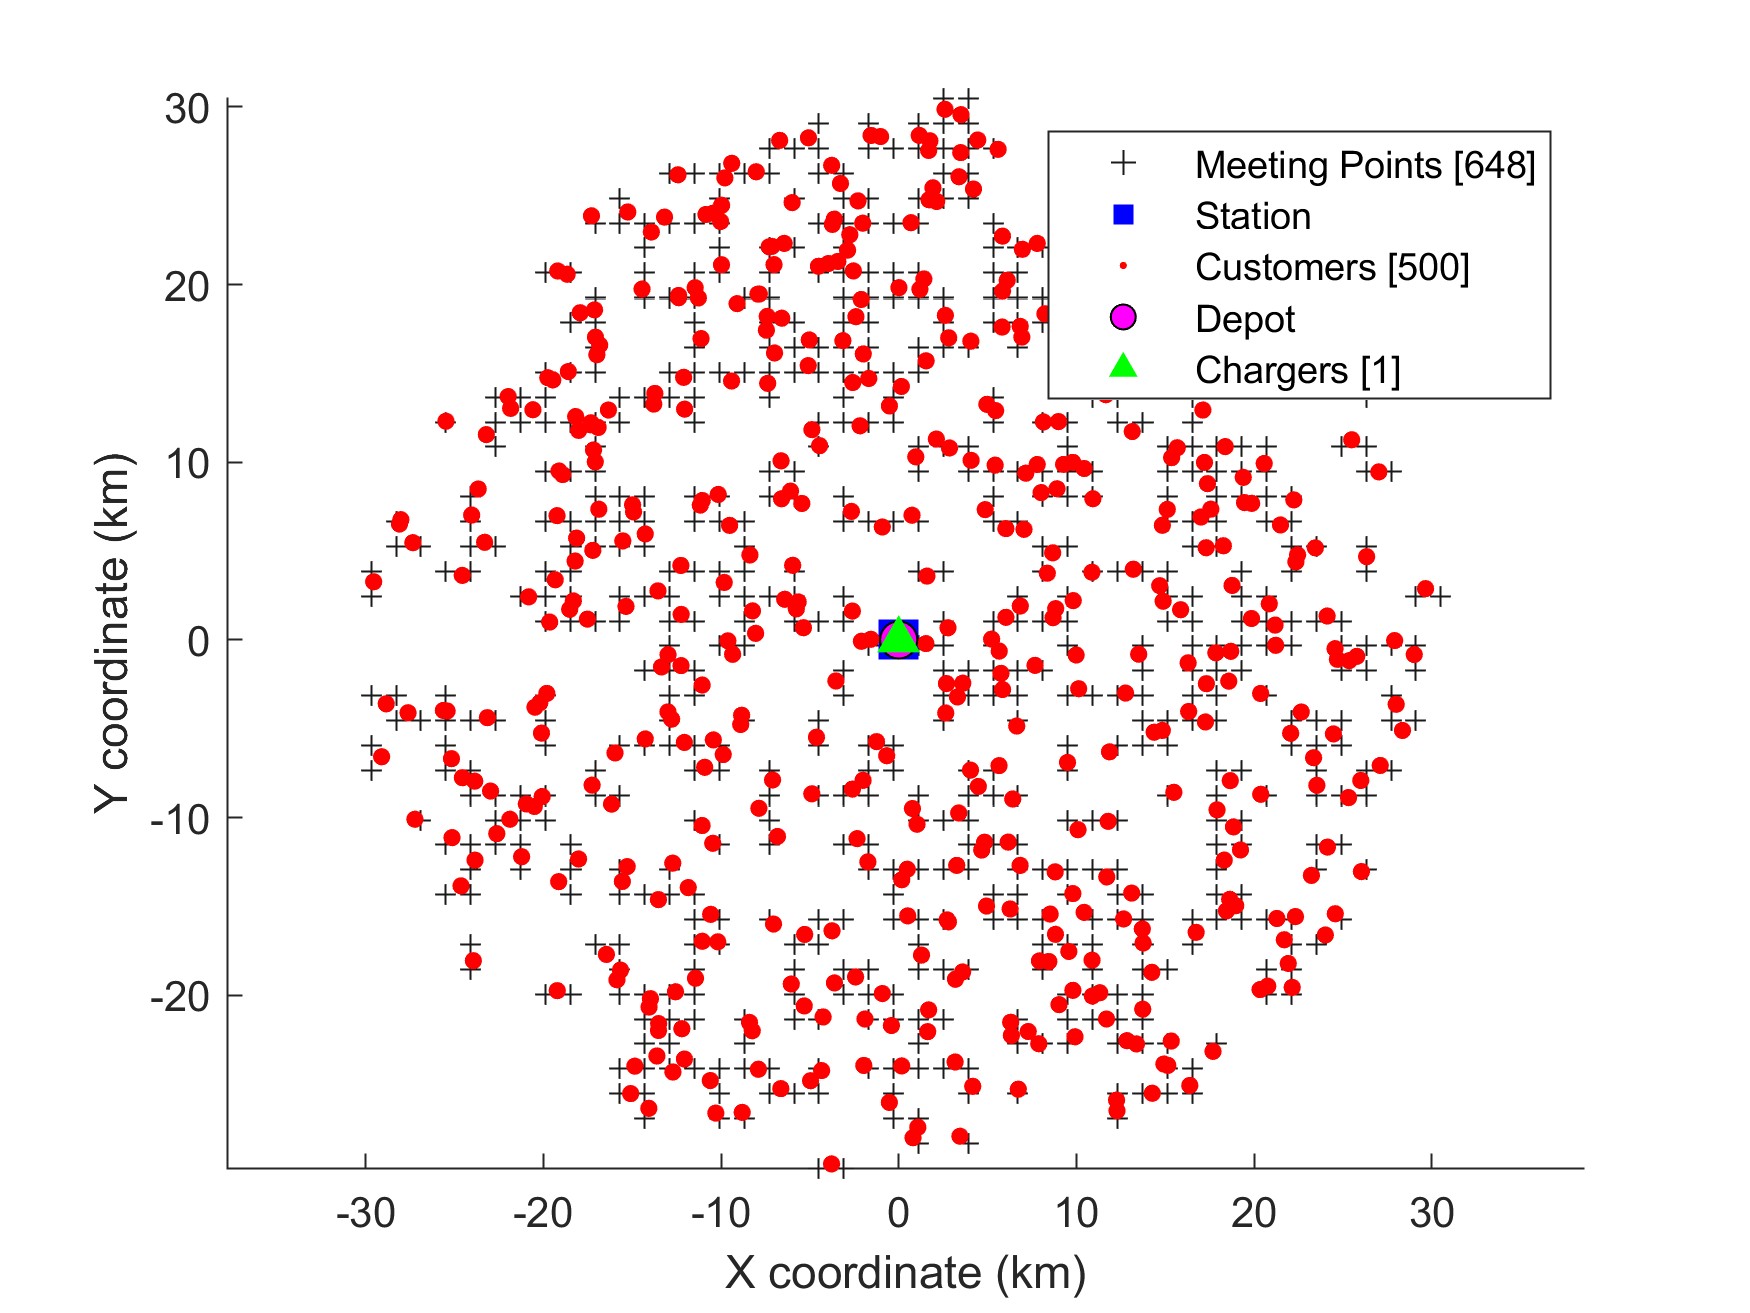 30
20
10
0
-10
-20
Y coordinate (km)
-30 -20 -10 0 10 20 30
X coordinate (km)
Meeting Points [648]
Station
Customers [500]
Depot
Chargers [1]